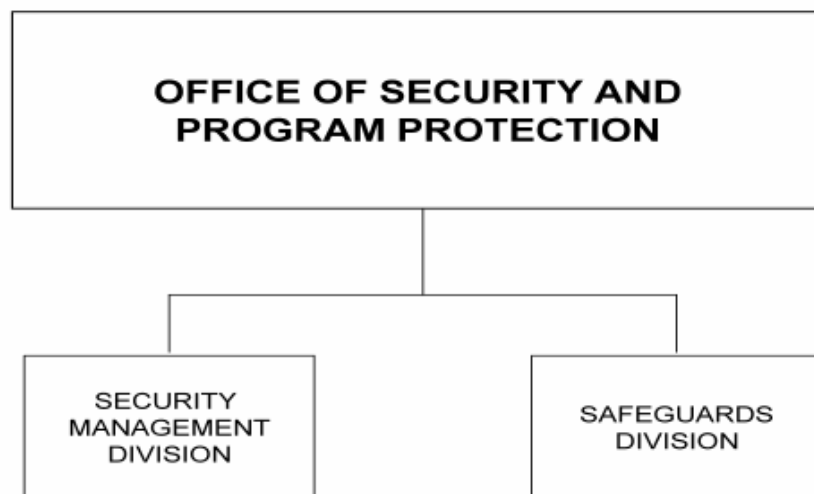 OFFICE OF SECURITY AND
PROGRAM PROTECTION
SECURITY
MANAGEMENT
DIVISION
SAFEGUARDS
DIVISION